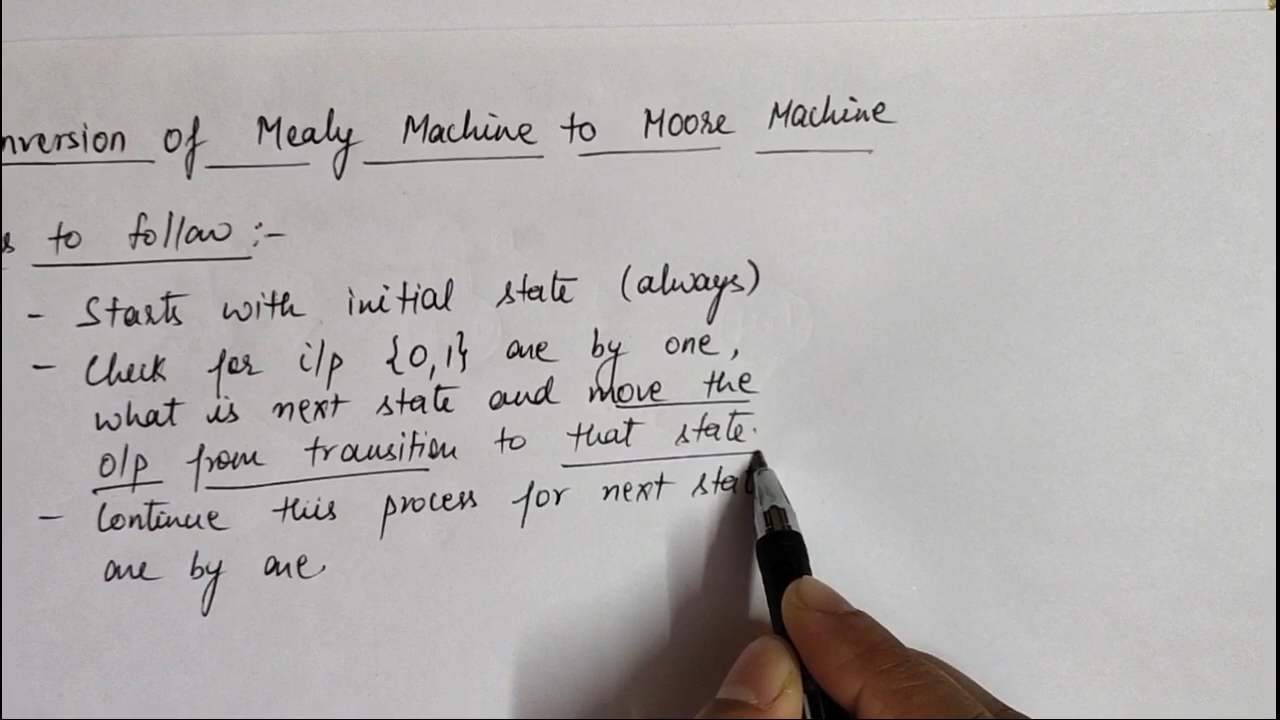 nversion of Mealy Machine to Moore Machine
s to follow :-
- Starts with initial state (always)
- Check for i/p {0,1} one by one,
what is next state and move the
o/p from transition to that state.
- Continue this process for next stat
one by one